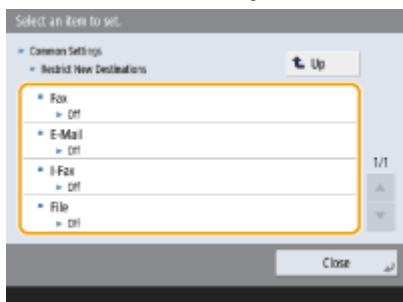 Select an item to set.
Common Settings
Restrict New Destinations
Up
Fax
Off
E-Mail
Off
I-Fax
Off
File
Off
1/1
Close